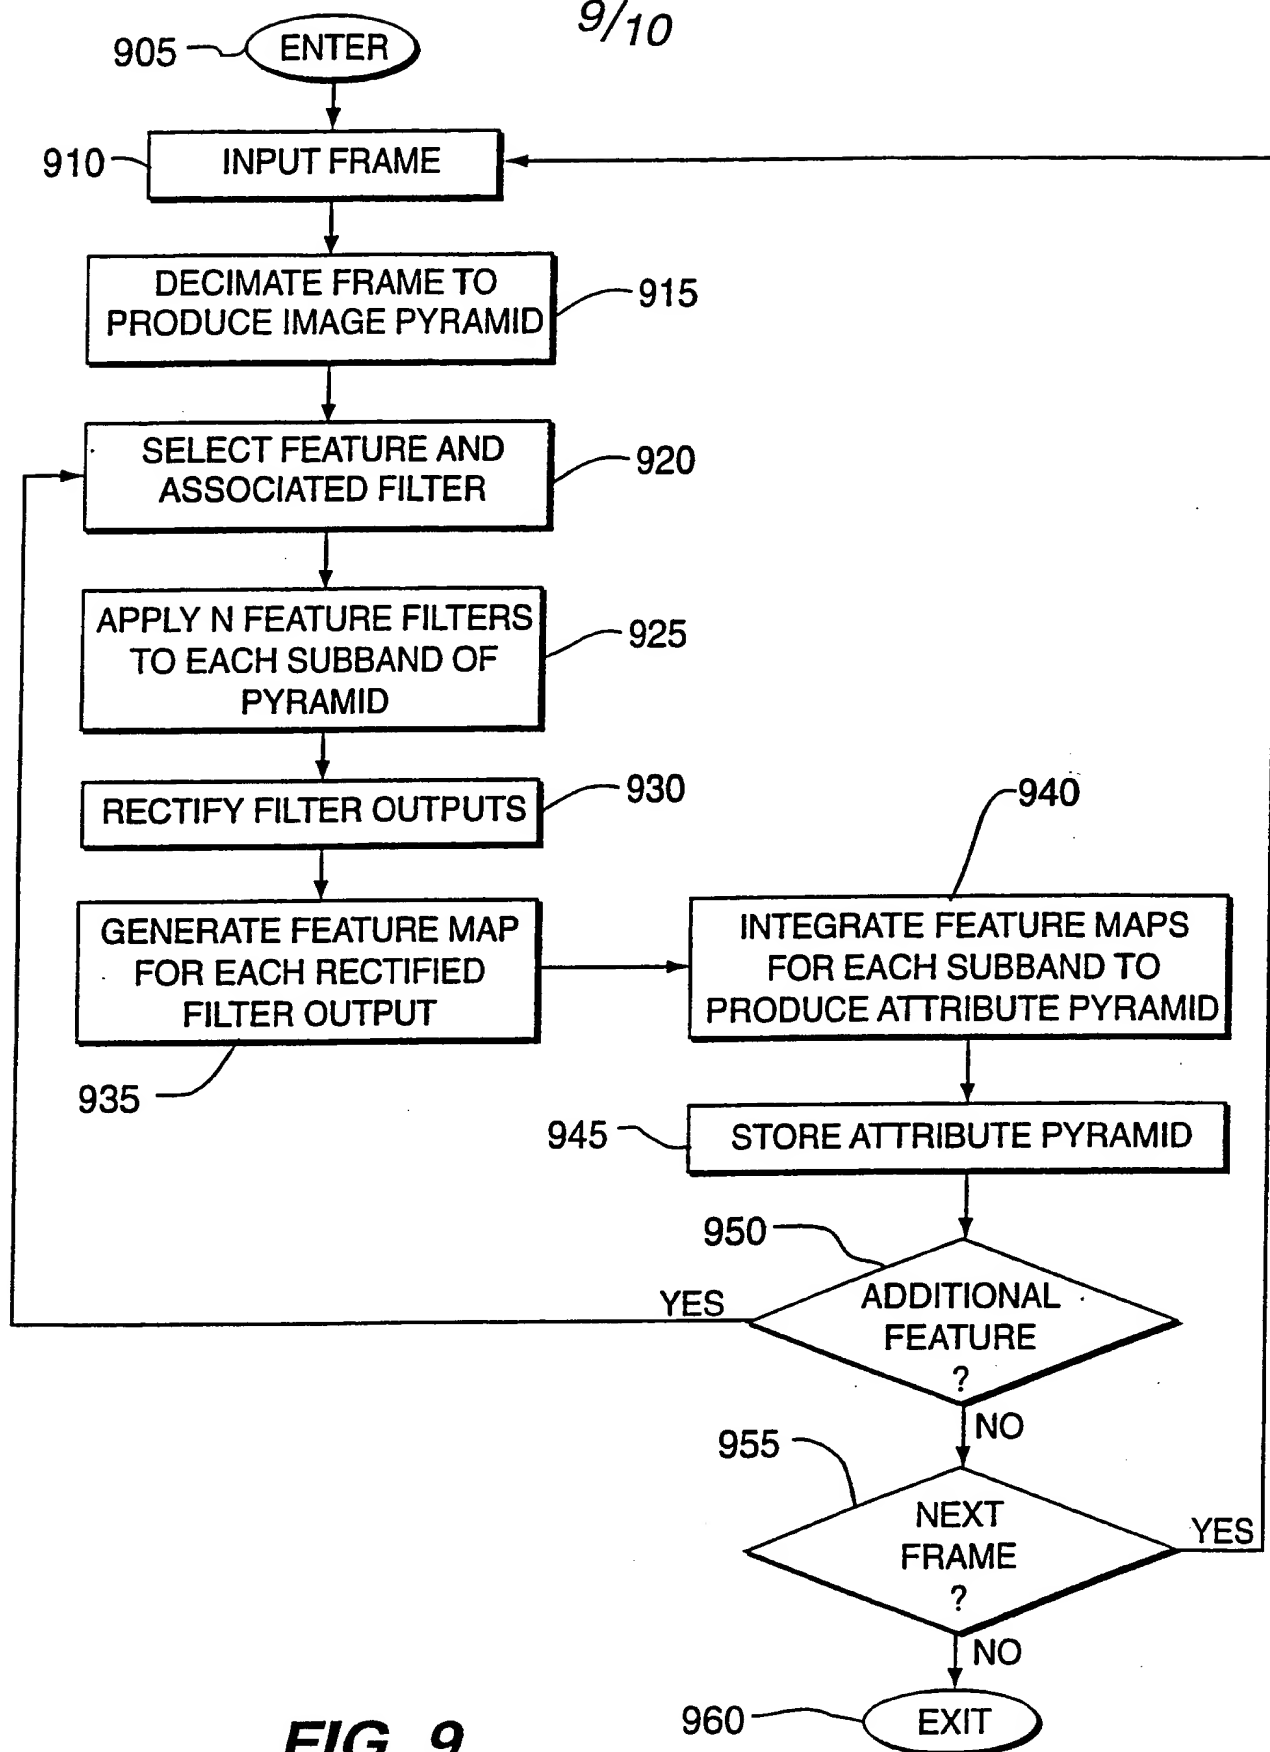 9/10
905
ENTER
910
INPUT FRAME
DECIMATE FRAME TO
PRODUCE IMAGE PYRAMID
915
SELECT FEATURE AND
ASSOCIATED FILTER
920
APPLY N FEATURE FILTERS
TO EACH SUBBAND OF
PYRAMID
925
RECTIFY FILTER OUTPUTS
930
GENERATE FEATURE MAP
FOR EACH RECTIFIED
FILTER OUTPUT
935
940
INTEGRATE FEATURE MAPS
FOR EACH SUBBAND TO
PRODUCE ATTRIBUTE PYRAMID
945
STORE ATTRIBUTE PYRAMID
950
ADDITIONAL
FEATURE
?
YES
NO
955
NEXT
FRAME
?
YES
NO
960
EXIT
FIG. 9